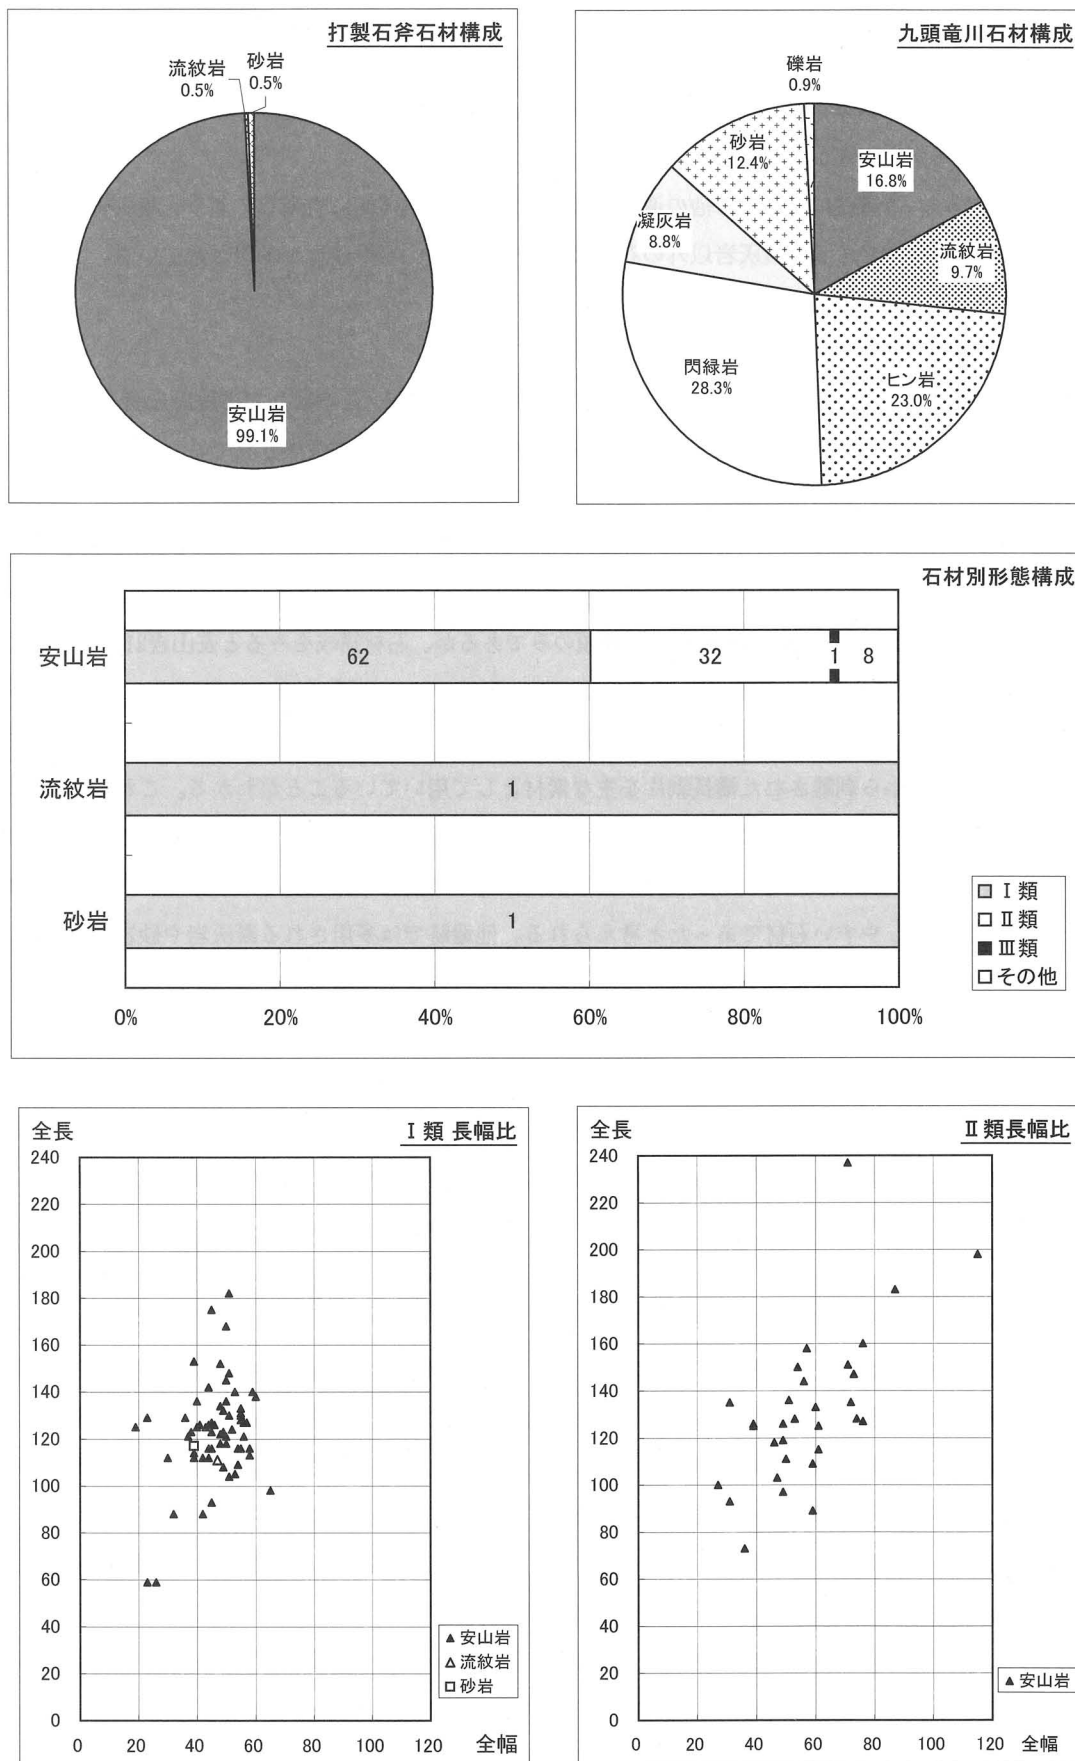 打製石斧石材構成
流紋岩
0.5%
砂岩
0.5%
安山岩
99.1%
九頭竜川石材構成
礫岩
0.9%
砂岩
12.4%
安山岩
16.8%
凝灰岩
8.8%
流紋岩
9.7%
閃緑岩
28.3%
ヒン岩
23.0%
石材別形態構成
安山岩
62
32
1
8
流紋岩
1
砂岩
1
Ⅰ類
Ⅱ類
Ⅲ類
その他
0%
20%
40%
60%
80%
100%
全長
Ⅰ類 長幅比
240
220
200
180
160
140
120
100
80
60
40
20
0
安山岩
流紋岩
砂岩
0 20 40 60 80 100 120 全幅
全長
Ⅱ類長幅比
240
220
200
180
160
140
120
100
80
60
40
20
0
安山岩
0 20 40 60 80 100 120 全幅